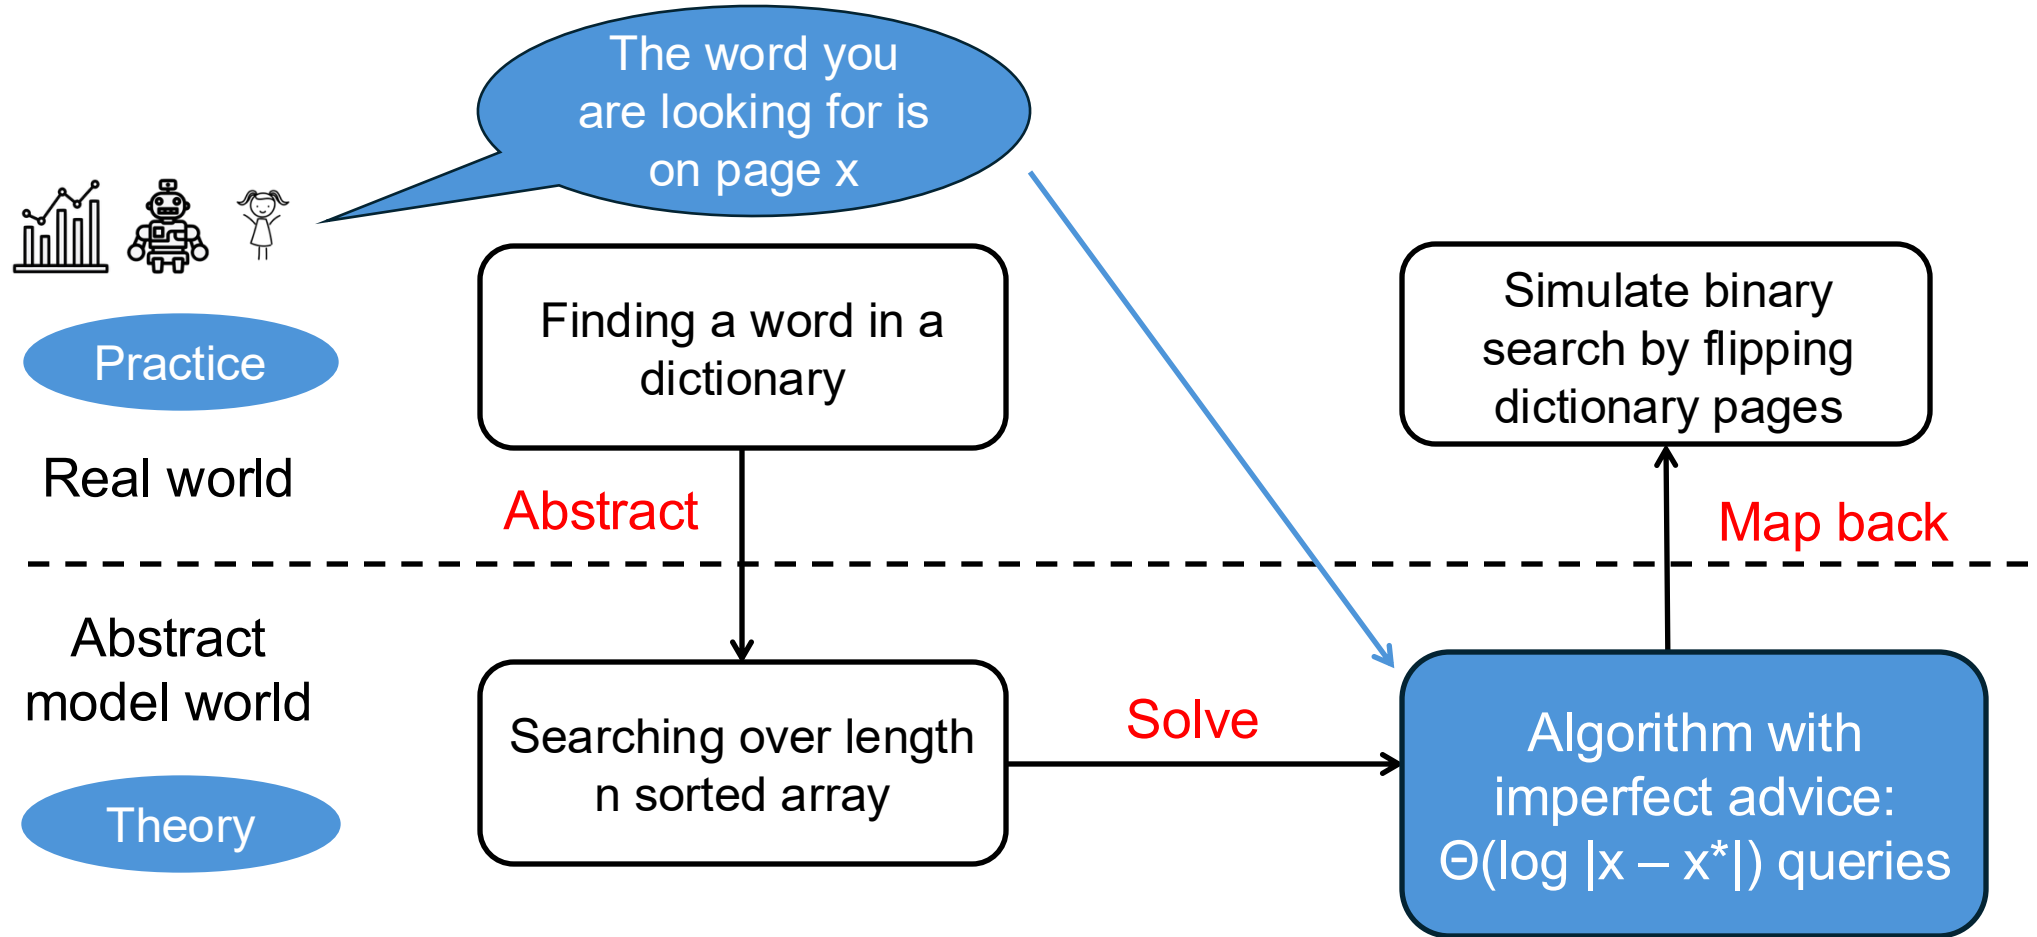 The word you
are looking for is
on page x
Practice
Real world
Finding a word in a
dictionary
Simulate binary
search by flipping
dictionary pages
Abstract
Map back
Abstract
model world
Theory
Searching over length
n sorted array
Solve
Algorithm with
imperfect advice:
Θ(log |x – x*|) queries